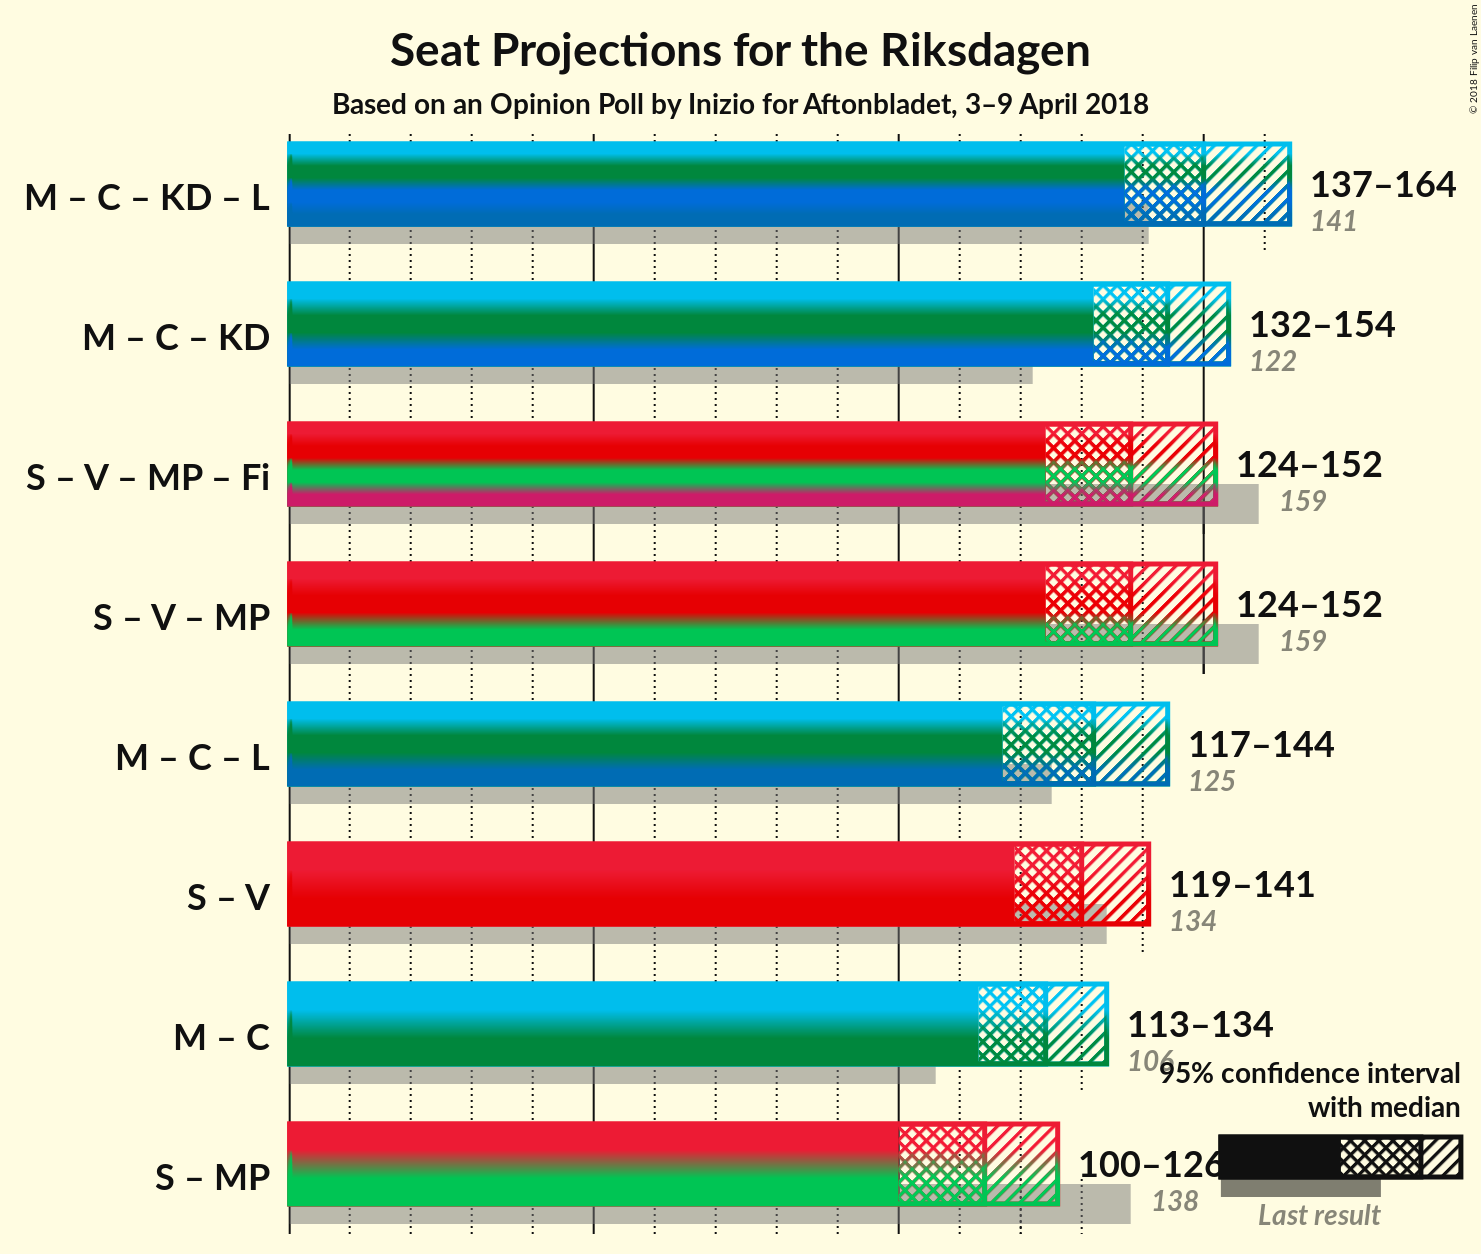 © 2018 Filip van Laenen
Seat Projections for the Riksdagen
Based on an Opinion Poll by Inizio for Aftonbladet, 3–9 April 2018
M – C – KD – L
137–164
141
M – C – KD
132–154
122
S – V – MP – Fi
124–152
159
S – V – MP
124–152
159
M – C – L
117–144
125
S – V
119–141
134
M – C
113–134
106
95% confidence interval
with median
S – MP
100–126
138
Last result